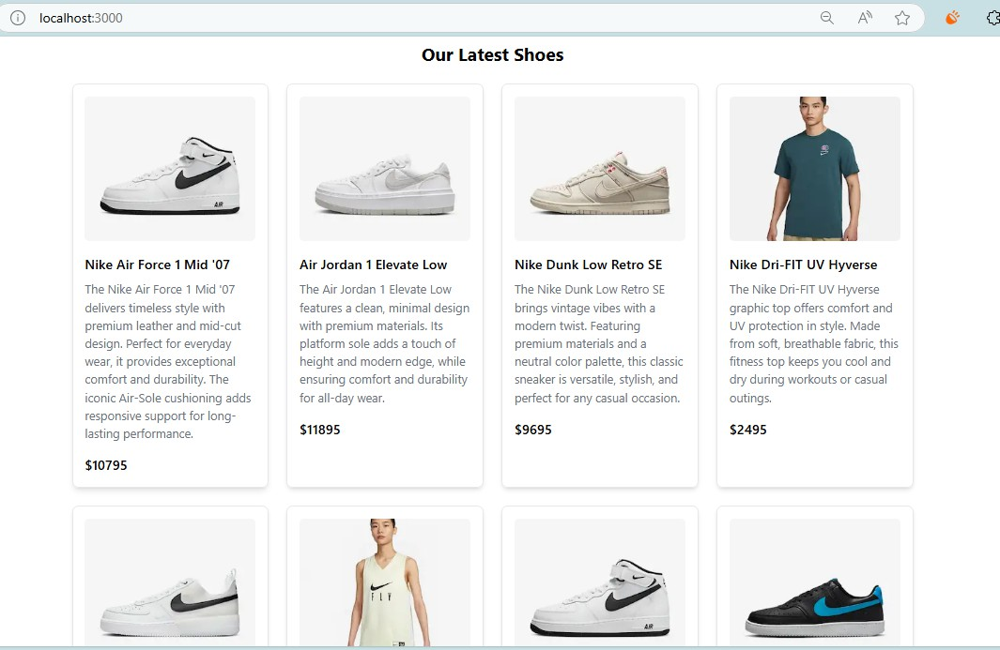 localhost:3000
Our Latest Shoes
AIR
Nike Air Force 1 Mid '07
The Nike Air Force 1 Mid '07
delivers timeless style with
premium leather and mid-cut
design. Perfect for everyday
wear, it provides exceptional
comfort and durability. The
iconic Air-Sole cushioning adds
responsive support for long-
lasting performance.
$10795
Air Jordan 1 Elevate Low
The Air Jordan 1 Elevate Low
features a clean, minimal design
with premium materials. Its
platform sole adds a touch of
height and modern edge, while
ensuring comfort and durability
for all-day wear.
$11895
Nike Dunk Low Retro SE
The Nike Dunk Low Retro SE
brings vintage vibes with a
modern twist. Featuring
premium materials and a
neutral color palette, this classic
sneaker is versatile, stylish, and
perfect for any casual occasion.
$9695
Nike Dri-FIT UV Hyverse
The Nike Dri-FIT UV Hyverse
graphic top offers comfort and
UV protection in style. Made
from soft, breathable fabric, this
fitness top keeps you cool and
dry during workouts or casual
outings.
$2495
FLY
AIR